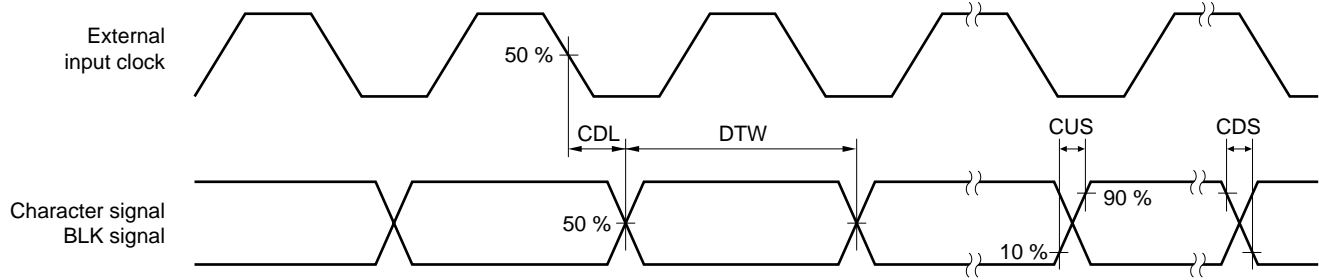 External
input clock
50 %
CDL
DTW
CUS
CDS
Character signal
BLK signal
50 %
90 %
10 %